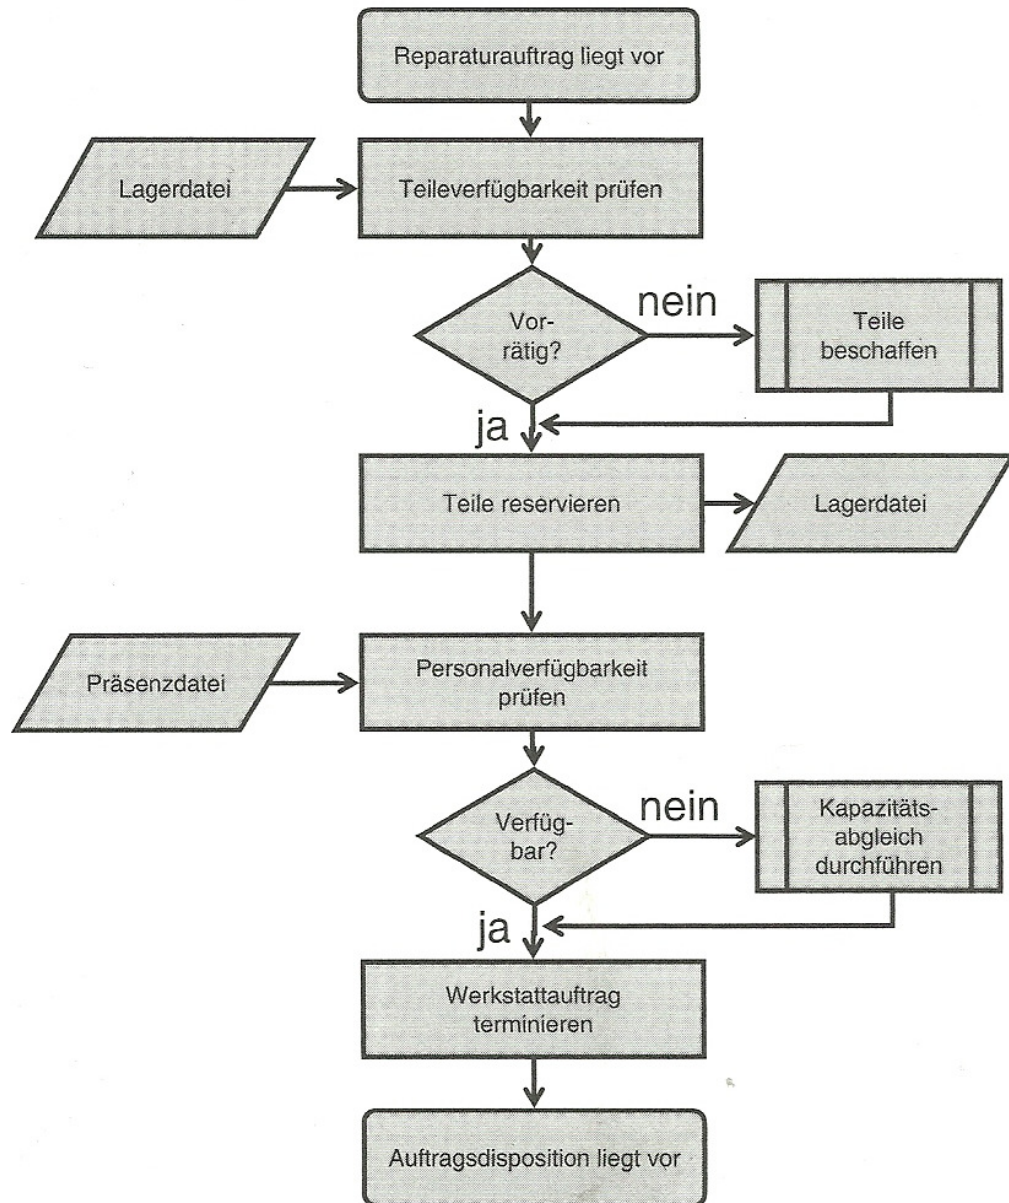 Reparaturauftrag liegt vor
Lagerdatei
Teileverfügbarkeit prüfen
Vor-
rätig?
nein
Teile
beschaffen
ja
Teile reservieren
Lagerdatei
Präsenzdatei
Personalverfügbarkeit
prüfen
Verfüg-
bar?
nein
Kapazitäts-
abgleich
durchführen
ja
Werkstattauftrag
terminieren
Auftragsdisposition liegt vor